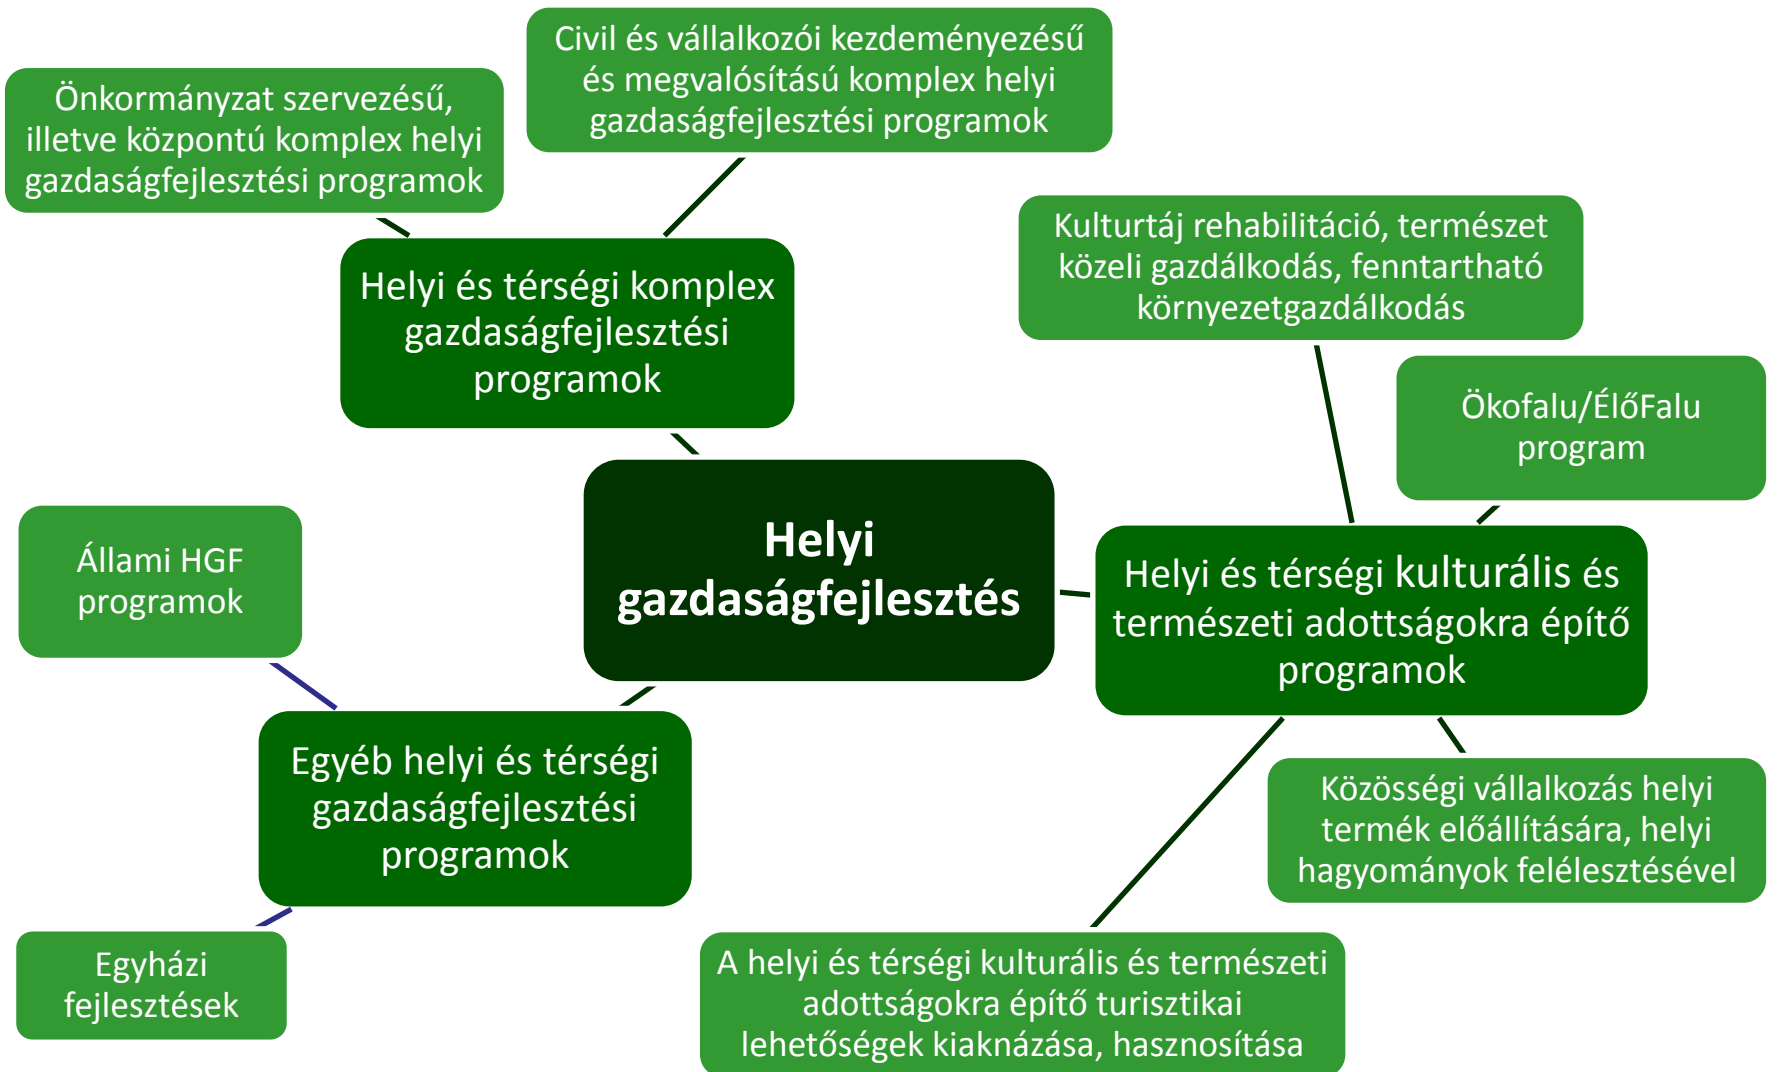 Civil és vállalkozói kezdeményezésű
és megvalósítású komplex helyi
gazdaságfejlesztési programok
Önkormányzat szervezésű,
illetve központú komplex helyi
gazdaságfejlesztési programok
Helyi és térségi komplex
gazdaságfejlesztési
programok
Kulturtáj rehabilitáció, természet
közeli gazdálkodás, fenntartható
környezetgazdálkodás
Ökofalu/ÉlőFalu
program
Helyi
gazdaságfejlesztés
Helyi és térségi kulturális és
természeti adottságokra építő
programok
Állami HGF
programok
Egyéb helyi és térségi
gazdaságfejlesztési
programok
Közösségi vállalkozás helyi
termék előállítására, helyi
hagyományok felélesztésével
Egyházi
fejlesztések
A helyi és térségi kulturális és természeti
adottságokra építő turisztikai
lehetőségek kiaknázása, hasznosítása